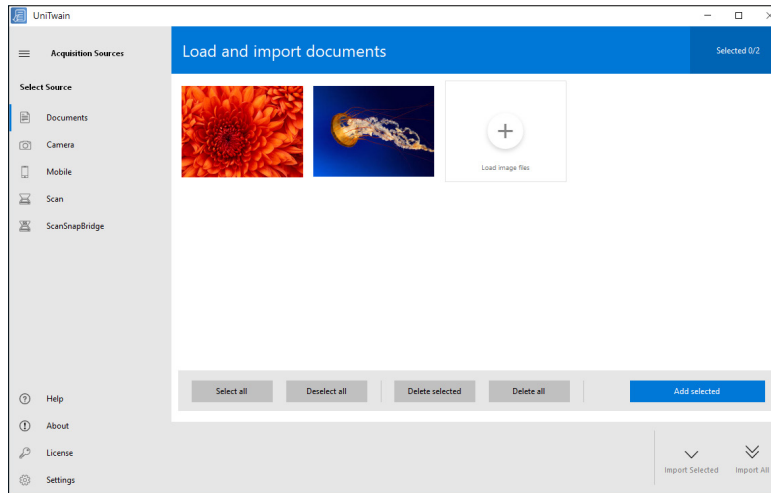 UniTwain
Acquisition Sources
Load and import documents
Selected 0/2
Select Source
Documents
Camera
Mobile
Scan
ScanSnapBridge
Load image files
Select all
Deselect all
Delete selected
Delete all
Add selected
Help
About
License
Settings
Import Selected
Import All